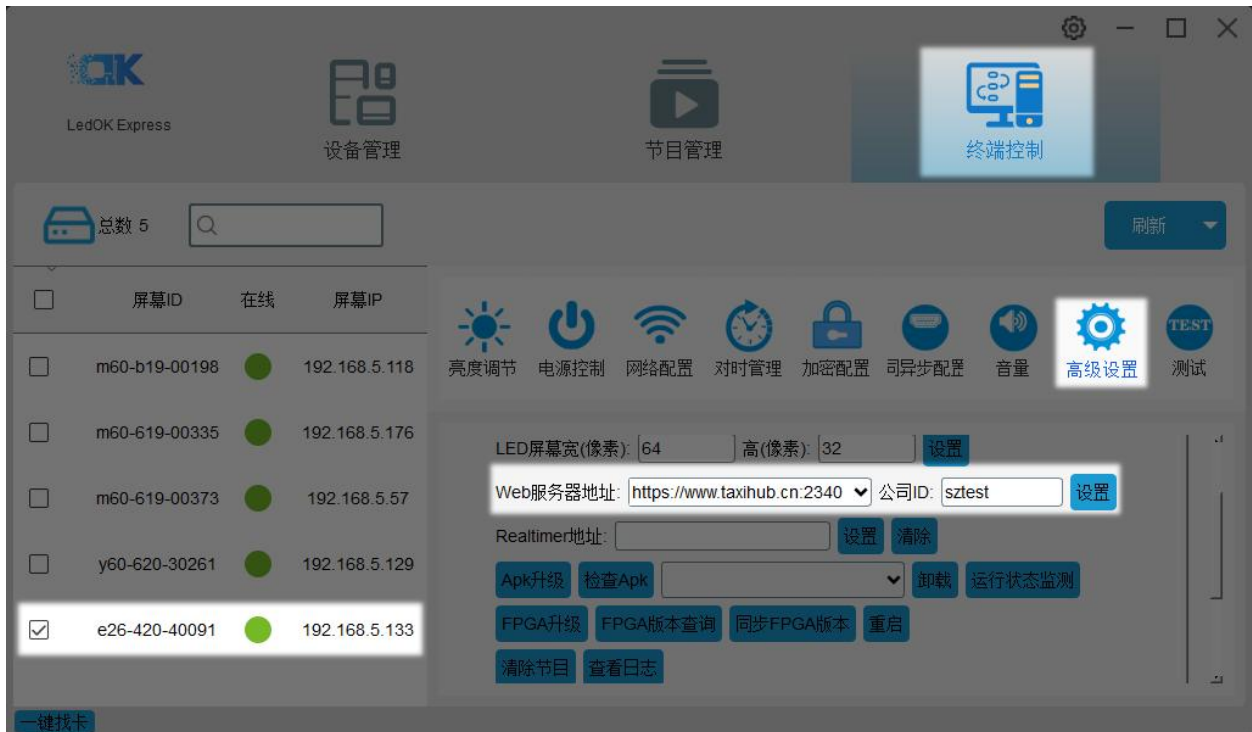 LedOK Express
设备管理
节目管理
终端控制
总数 5
刷新
屏幕ID 在线 屏幕IP
亮度调节 电源控制 网络配置 对时管理 加密配置 司异步配置 音量 高级设置 TEST 测试
m60-b19-00198 192.168.5.118
m60-619-00335 192.168.5.176
m60-619-00373 192.168.5.57
y60-620-30261 192.168.5.129
e26-420-40091 192.168.5.133
LED屏幕宽(像素): 64 高(像素): 32 设置
Web服务器地址: https://www.taxihub.cn:2340 公司ID: sztest 设置
Realtimer地址: 设置 清除
Apk升级 检查Apk 卸载 运行状态监测
FPGA升级 FPGA版本查询 同步FPGA版本 重启
清除节目 查看日志
一键找卡